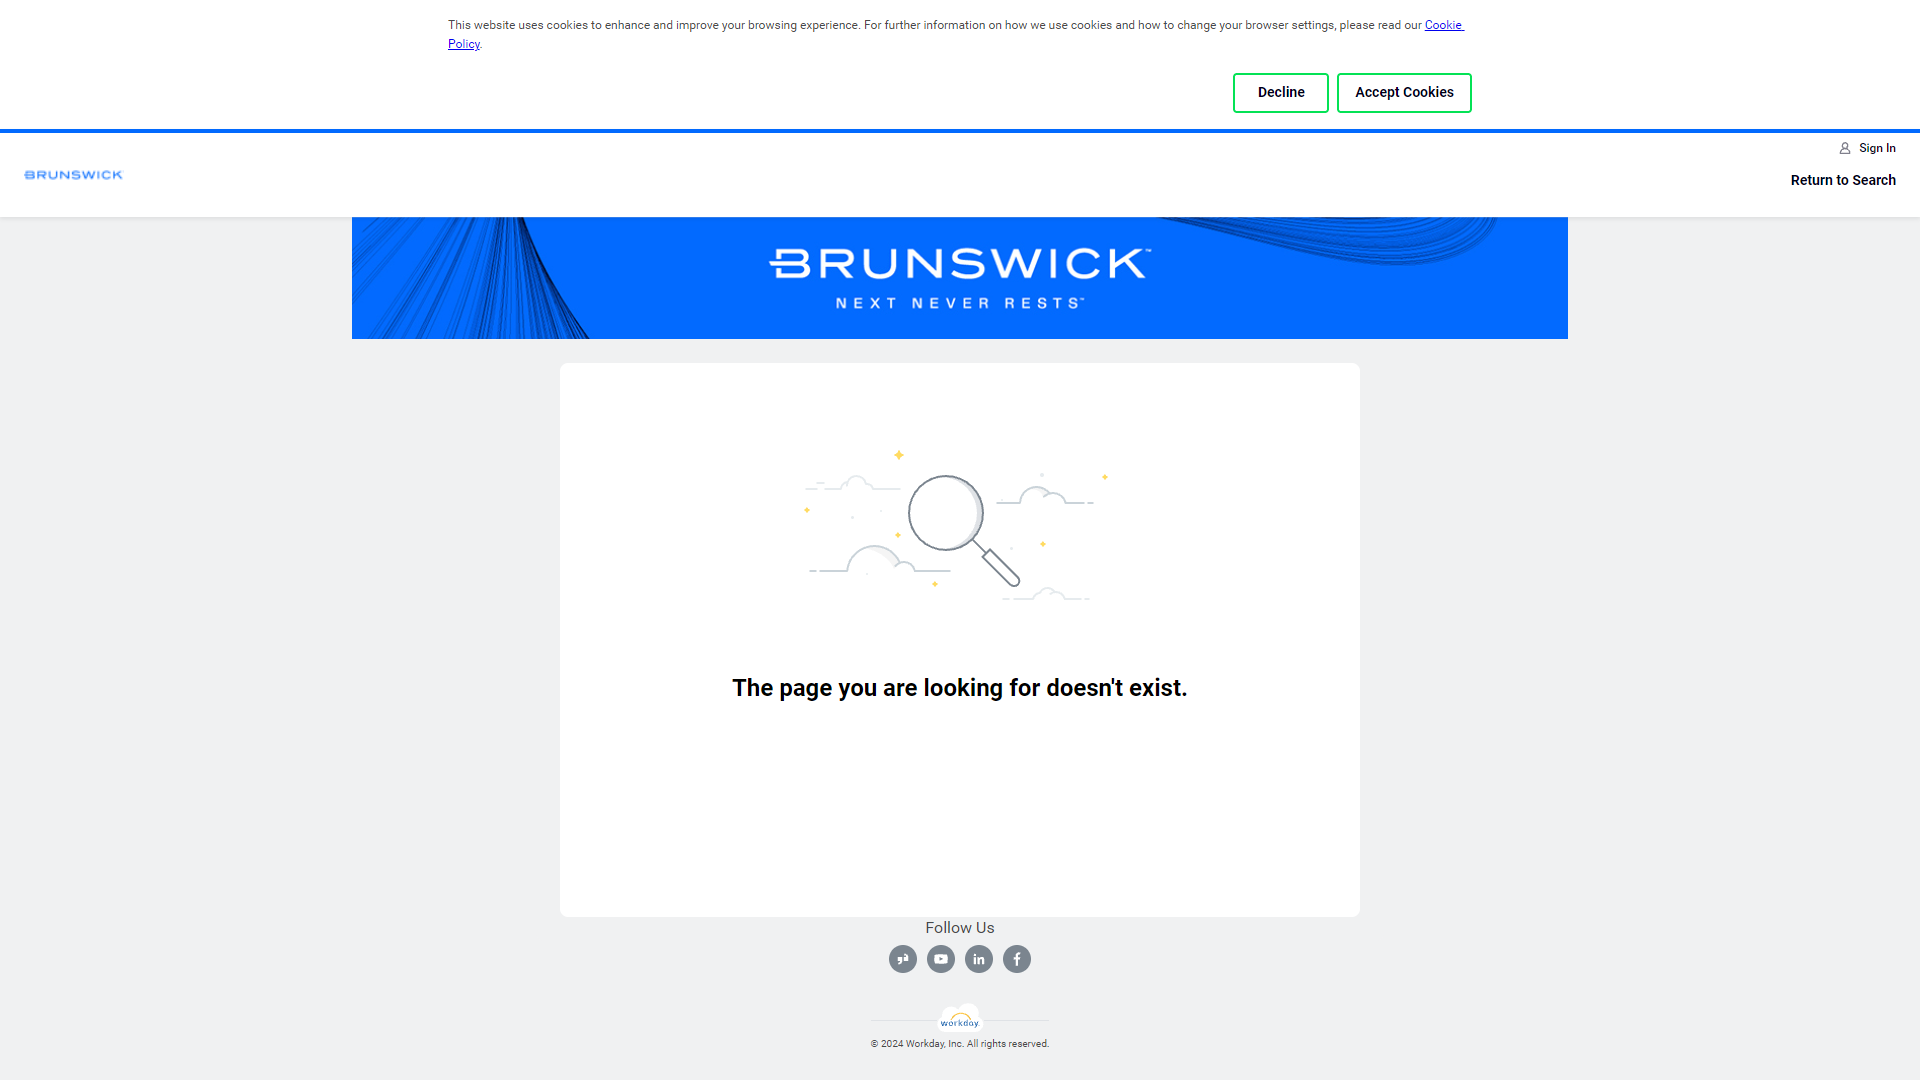 This website uses cookies to enhance and improve your browsing experience. For further information on how we use cookies and how to change your browser settings, please read our Cookie
Policy.
Decline
Accept Cookies
Sign In
BRUNSWICK
Return to Search
BRUNSWICK™
NEXT NEVER RESTS™
The page you are looking for doesn't exist.
Follow Us
workday.
© 2024 Workday, Inc. All rights reserved.